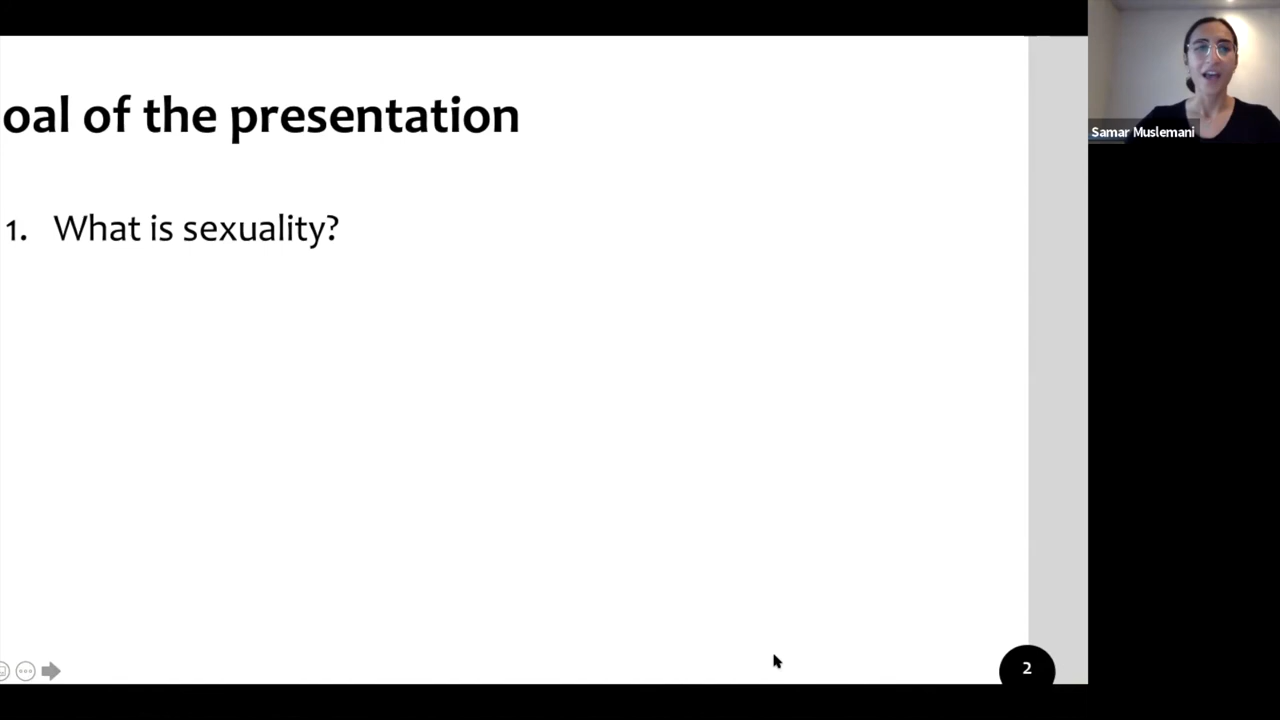 oal of the presentation
1. What is sexuality?
2
Samar Muslemani